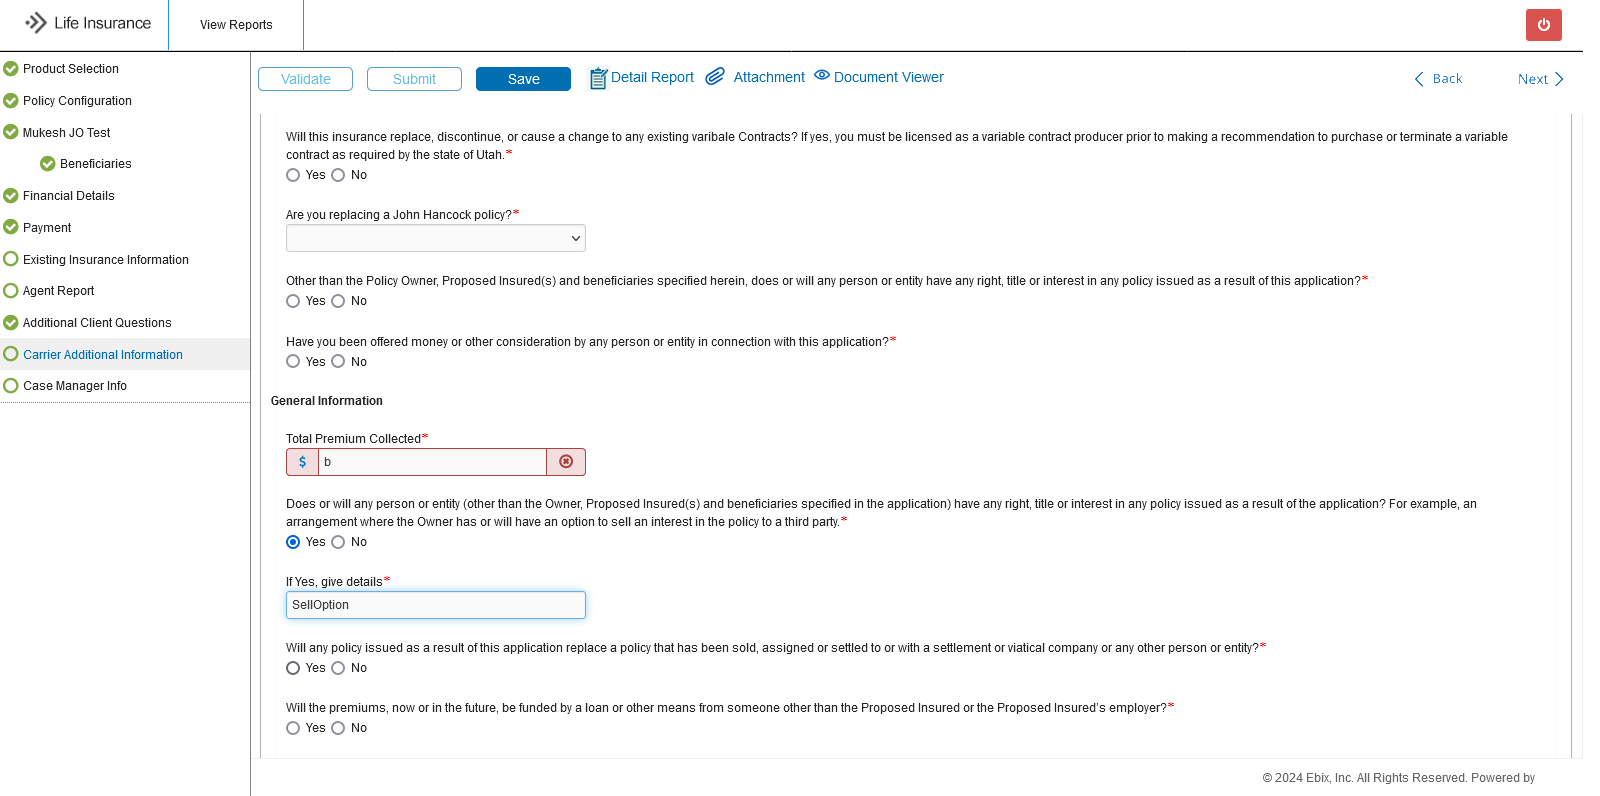 Life Insurance
View Reports
Product Selection
Policy Configuration
Mukesh JO Test
Beneficiaries
Financial Details
Payment
Existing Insurance Information
Agent Report
Additional Client Questions
Carrier Additional Information
Case Manager Info
Validate
Submit
Save
Detail Report
Attachment
Document Viewer
Back
Next
Will this insurance replace, discontinue, or cause a change to any existing varibale Contracts? If yes, you must be licensed as a variable contract producer prior to making a recommendation to purchase or terminate a variable
contract as required by the state of Utah.*
Yes No
Are you replacing a John Hancock policy?*
Other than the Policy Owner, Proposed Insured(s) and beneficiaries specified herein, does or will any person or entity have any right, title or interest in any policy issued as a result of this application?*
Yes No
Have you been offered money or other consideration by any person or entity in connection with this application?*
Yes No
General Information
Total Premium Collected*
$ b
Does or will any person or entity (other than the Owner, Proposed Insured(s) and beneficiaries specified in the application) have any right, title or interest in any policy issued as a result of the application? For example, an
arrangement where the Owner has or will have an option to sell an interest in the policy to a third party.*
Yes No
If Yes, give details*
SellOption
Will any policy issued as a result of this application replace a policy that has been sold, assigned or settled to or with a settlement or viatical company or any other person or entity?*
Yes No
Will the premiums, now or in the future, be funded by a loan or other means from someone other than the Proposed Insured or the Proposed Insured's employer?*
Yes No
© 2024 Ebix, Inc. All Rights Reserved. Powered by